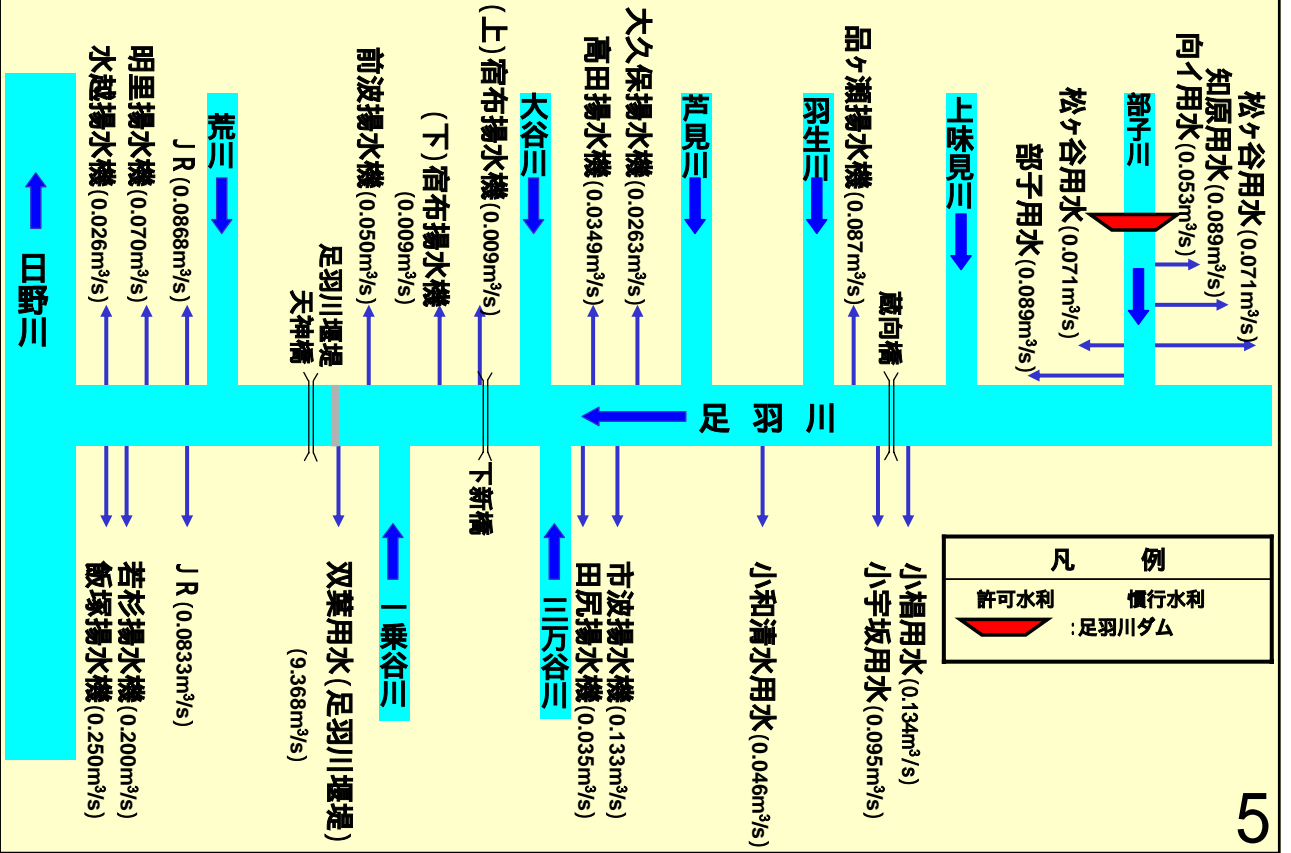 松ヶ谷用水(0.071m³/s)
知原用水(0.089m³/s)
向イ用水(0.053m³/s)
部子川
松ヶ谷用水(0.071m³/s)
部子用水(0.089m³/s)
上味見川
蔵向橋
品ヶ瀬揚水機(0.087m³/s)
羽生川
芦見川
大久保揚水機(0.0263m³/s)
高田揚水機(0.0349m³/s)
大谷川
(上)宿布揚水機(0.009m³/s)
(下)宿布揚水機
(0.009m³/s)
前波揚水機(0.050m³/s)
足羽川堰堤
天神橋
荒川
JR(0.0868m³/s)
明里揚水機(0.070m³/s)
水越揚水機(0.026m³/s)
日野川
足羽川
下新橋
凡例
許可水利 慣行水利
:足羽川ダム
小梠用水(0.134m³/s)
小宇坂用水(0.095m³/s)
小和清水用水(0.046m³/s)
市波揚水機(0.133m³/s)
田尻揚水機(0.035m³/s)
三万谷川
一乗谷川
双葉用水(足羽川堰堤)
(9.368m³/s)
JR(0.0833m³/s)
若杉揚水機(0.200m³/s)
飯塚揚水機(0.250m³/s)
5